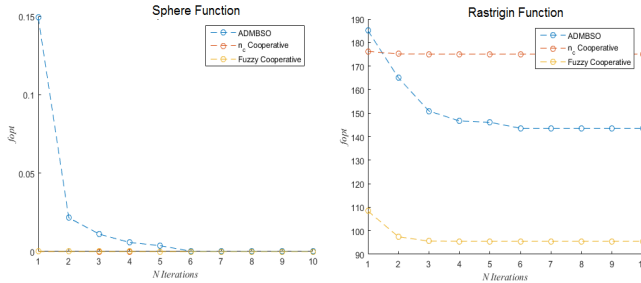 Sphere Function
0.15
0.1
0.05
0
fopt
1 2 3 4 5 6 7 8 9 10
N Iterations
ADMBSO
n_c Cooperative
Fuzzy Cooperative
Rastrigin Function
190
180
170
160
150
140
130
120
110
100
90
fopt
1 2 3 4 5 6 7 8 9 1
N Iterations
ADMBSO
n_c Cooperative
Fuzzy Cooperative